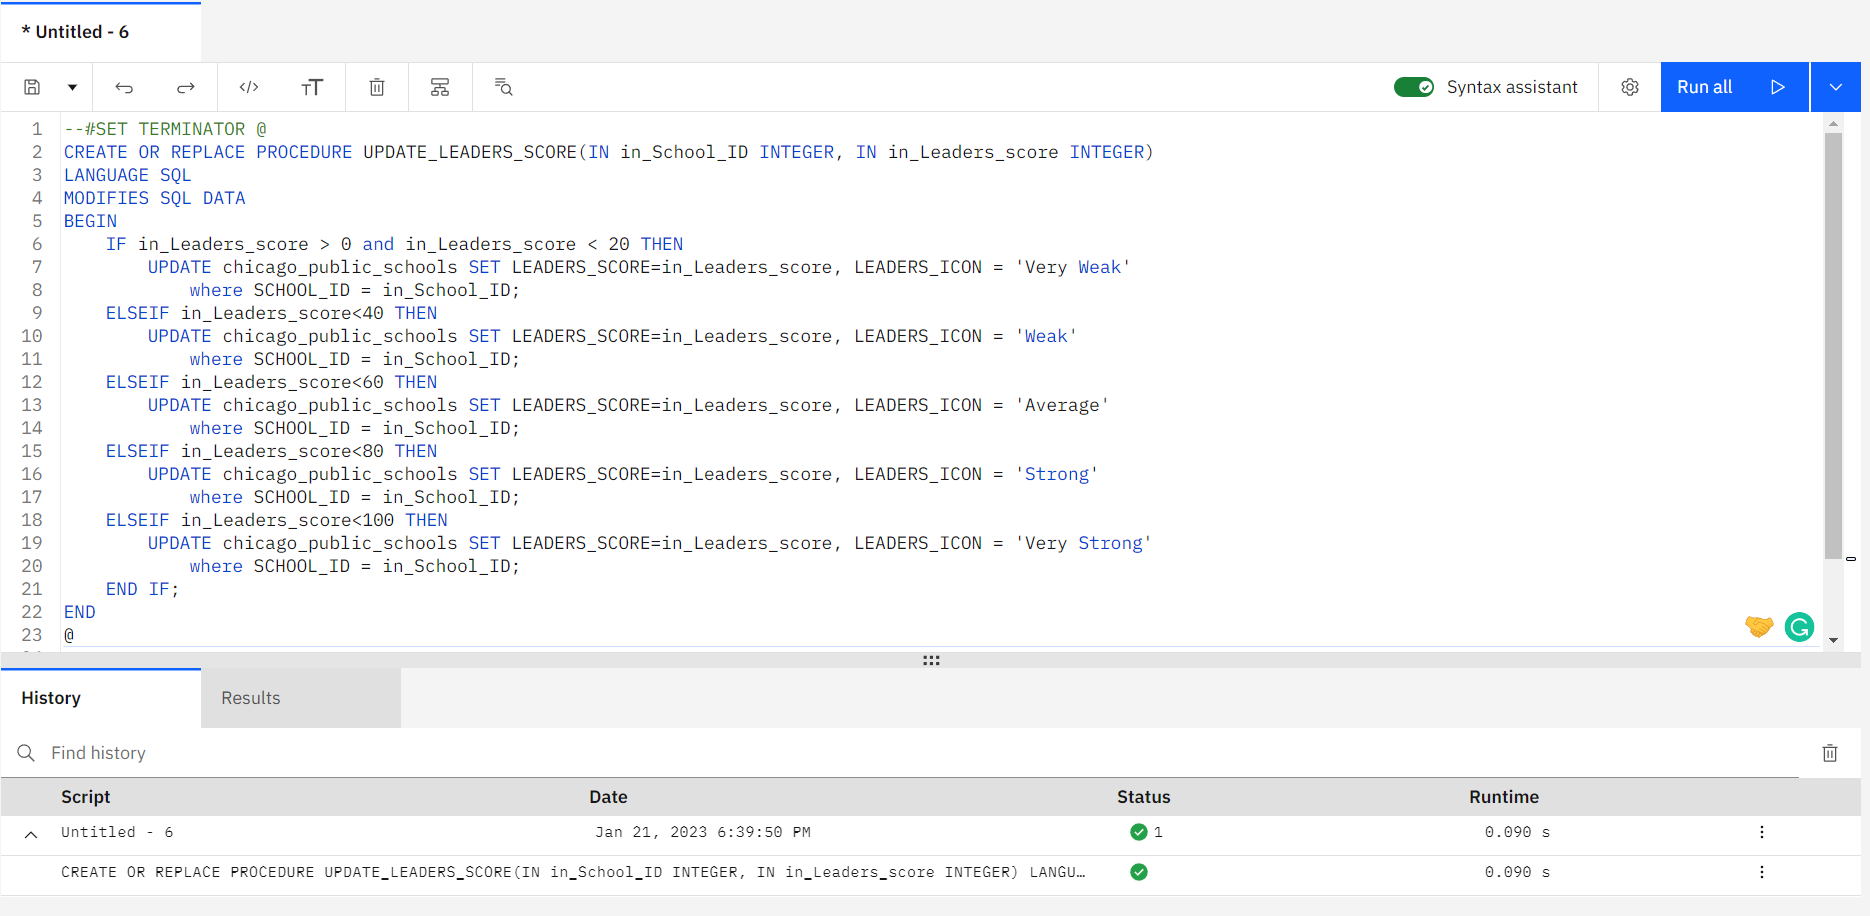 * Untitled - 6
Syntax assistant
Run all
1 --#SET TERMINATOR @
2 CREATE OR REPLACE PROCEDURE UPDATE_LEADERS_SCORE(IN in_School_ID INTEGER, IN in_Leaders_score INTEGER)
3 LANGUAGE SQL
4 MODIFIES SQL DATA
5 BEGIN
6 IF in_Leaders_score > 0 and in_Leaders_score < 20 THEN
7 UPDATE chicago_public_schools SET LEADERS_SCORE=in_Leaders_score, LEADERS_ICON = 'Very Weak'
8 where SCHOOL_ID = in_School_ID;
9 ELSEIF in_Leaders_score<40 THEN
10 UPDATE chicago_public_schools SET LEADERS_SCORE=in_Leaders_score, LEADERS_ICON = 'Weak'
11 where SCHOOL_ID = in_School_ID;
12 ELSEIF in_Leaders_score<60 THEN
13 UPDATE chicago_public_schools SET LEADERS_SCORE=in_Leaders_score, LEADERS_ICON = 'Average'
14 where SCHOOL_ID = in_School_ID;
15 ELSEIF in_Leaders_score<80 THEN
16 UPDATE chicago_public_schools SET LEADERS_SCORE=in_Leaders_score, LEADERS_ICON = 'Strong'
17 where SCHOOL_ID = in_School_ID;
18 ELSEIF in_Leaders_score<100 THEN
19 UPDATE chicago_public_schools SET LEADERS_SCORE=in_Leaders_score, LEADERS_ICON = 'Very Strong'
20 where SCHOOL_ID = in_School_ID;
21 END IF;
22 END
23 @
History Results
Find history
Script Date Status Runtime
Untitled - 6 Jan 21, 2023 6:39:50 PM 1 0.090 s
CREATE OR REPLACE PROCEDURE UPDATE_LEADERS_SCORE(IN in_School_ID INTEGER, IN in_Leaders_score INTEGER) LANGU… 0.090 s